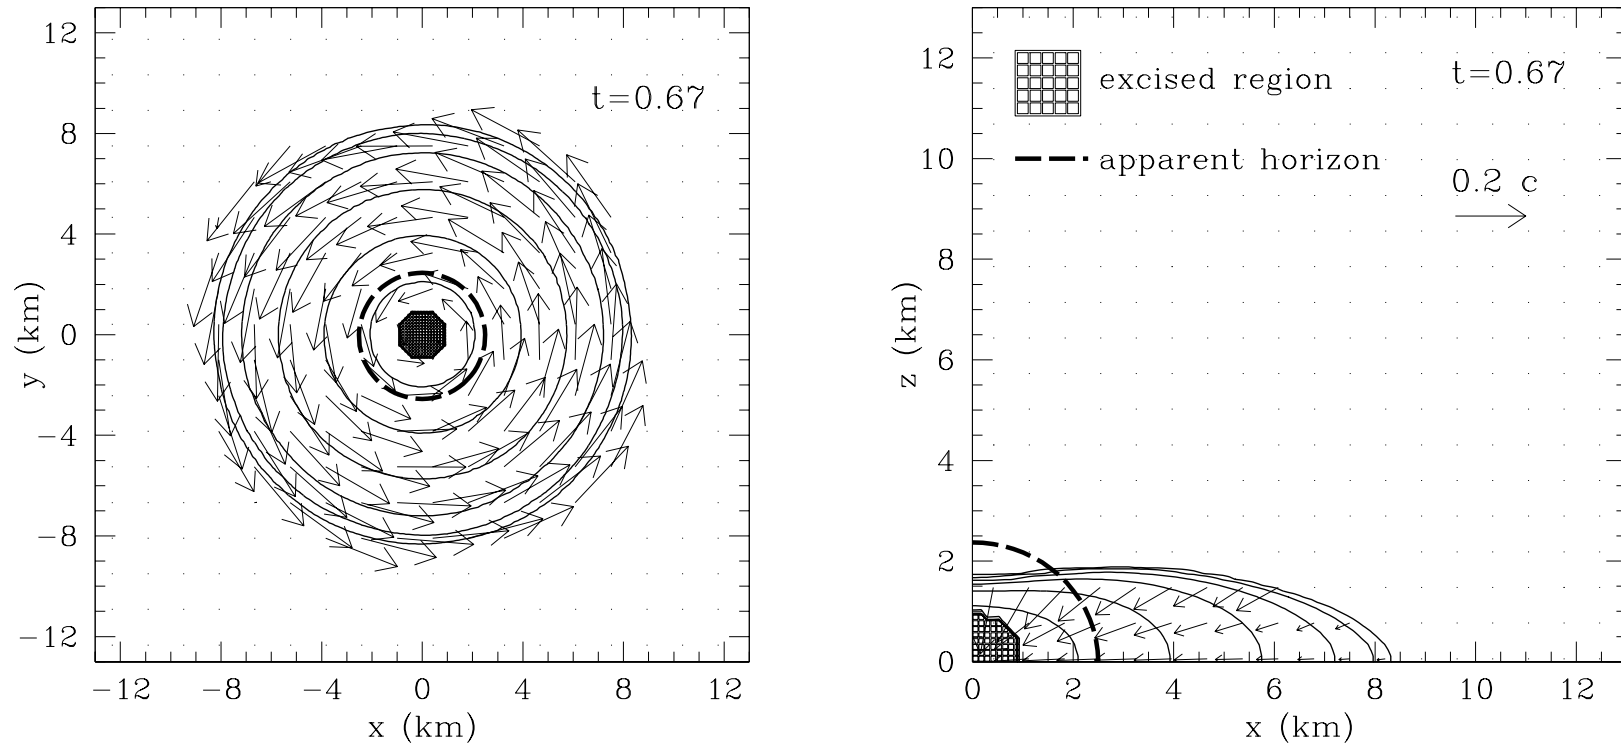 12
8
4
0
−4
−8
−12
y (km)
t=0.67
−12 −8 −4 0 4 8 12
x (km)
12
10
8
6
4
2
0
z (km)
excised region
t=0.67
apparent horizon
0.2 c
0 2 4 6 8 10 12
x (km)